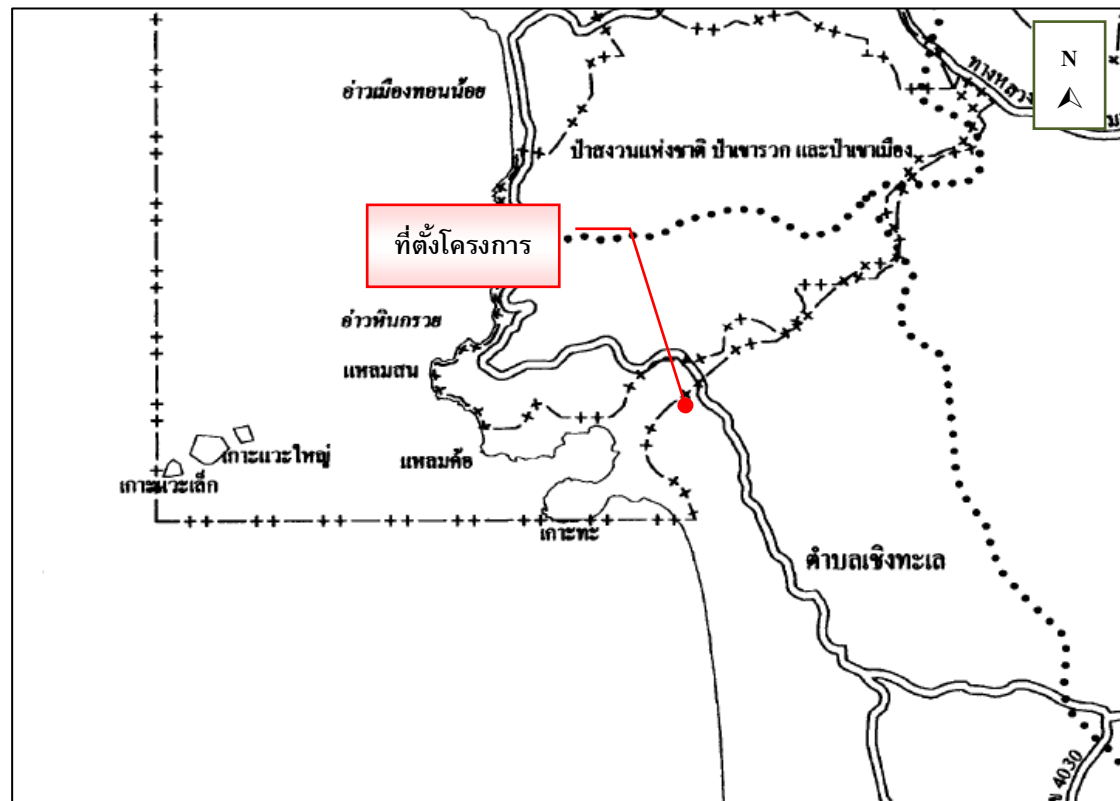 N
อ่าวเมืองทอนน้อย
ทางหลวง
ป่าสงวนแห่งชาติ ป่าเขารวก และป่าเขาเมือง
ที่ตั้งโครงการ
อ่าวหินกรวย
แหลมสน
เกาะแวะใหญ่
แหลมค้อ
เกาะแวะเล็ก
เกาะทะ
ตำบลเชิงทะเล
ข 4030